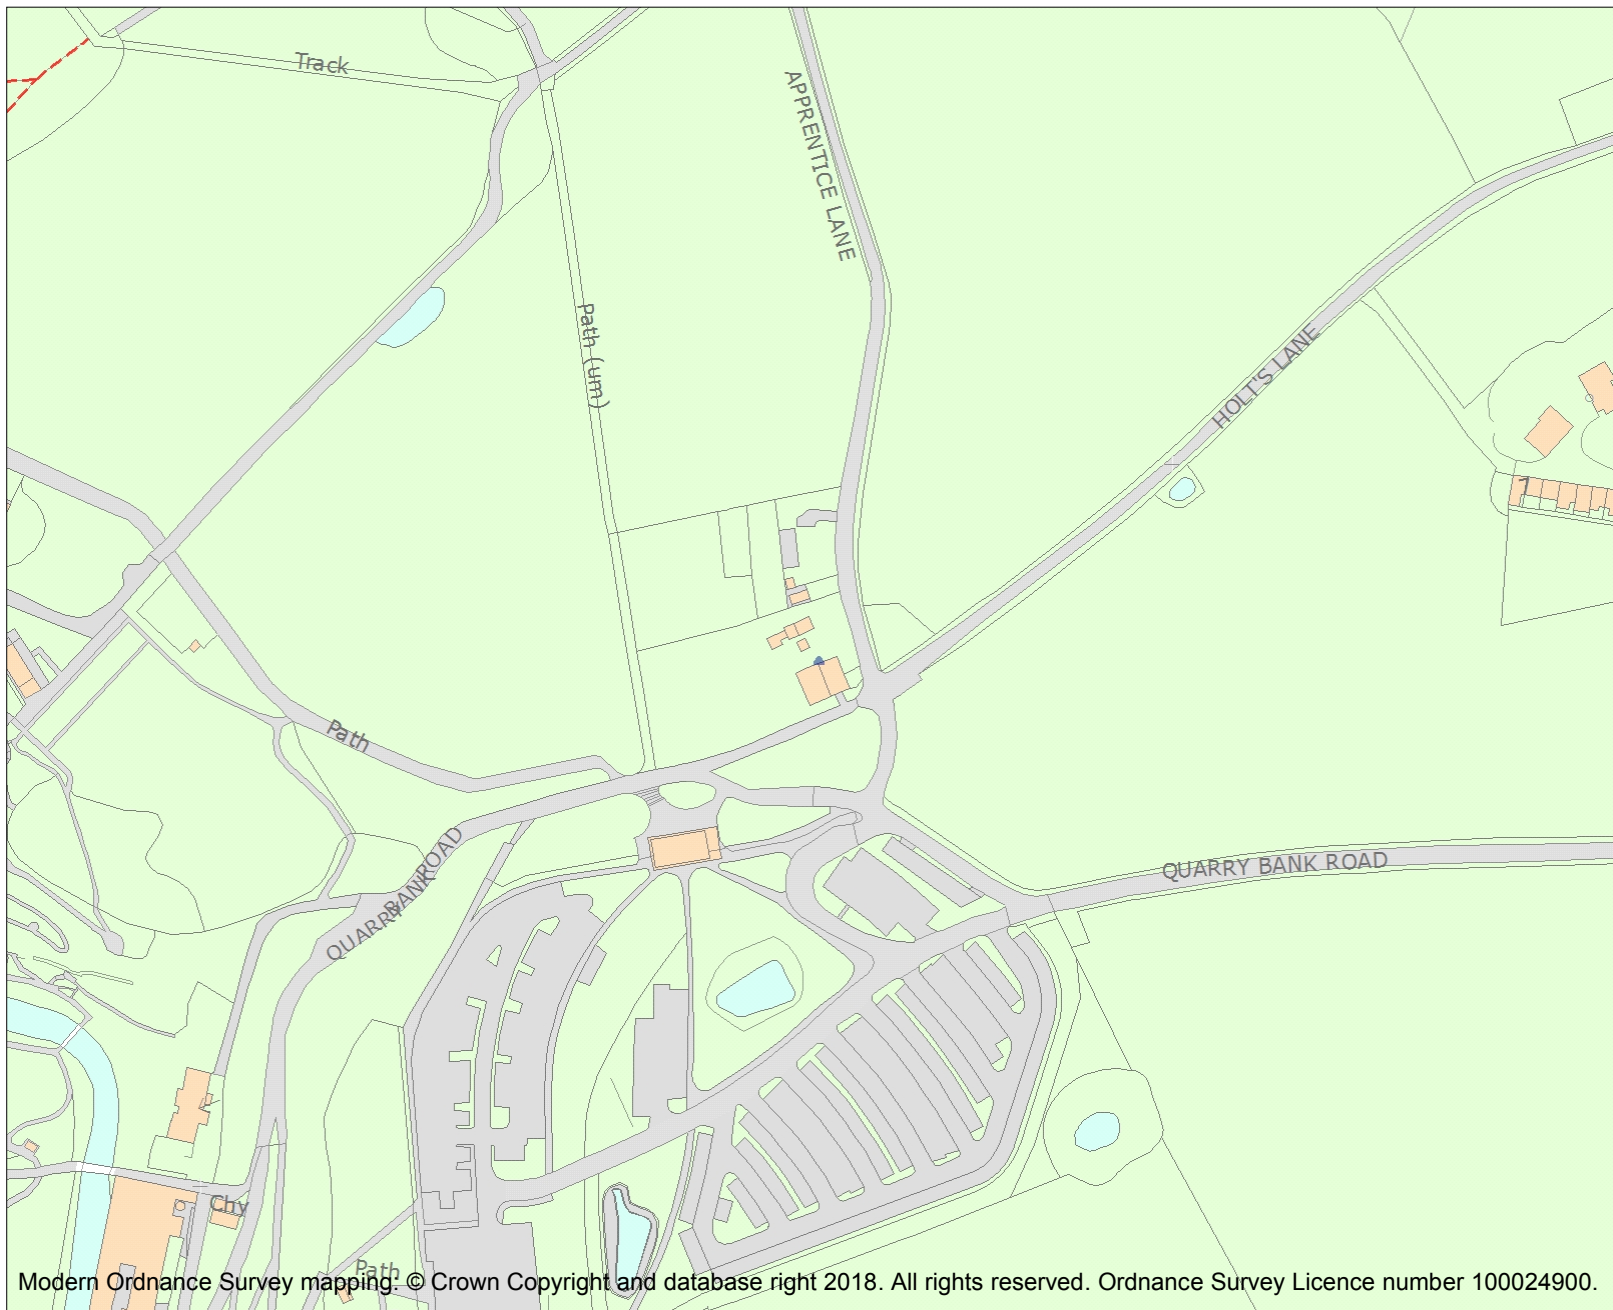 Track
APPRENTICE LANE
Path (um)
HOLT'S LANE
7
Path
QUARRY BANK ROAD
QUARRY BANK ROAD
Chy
Path
Modern Ordnance Survey mapping: © Crown Copyright and database right 2018. All rights reserved. Ordnance Survey Licence number 100024900.